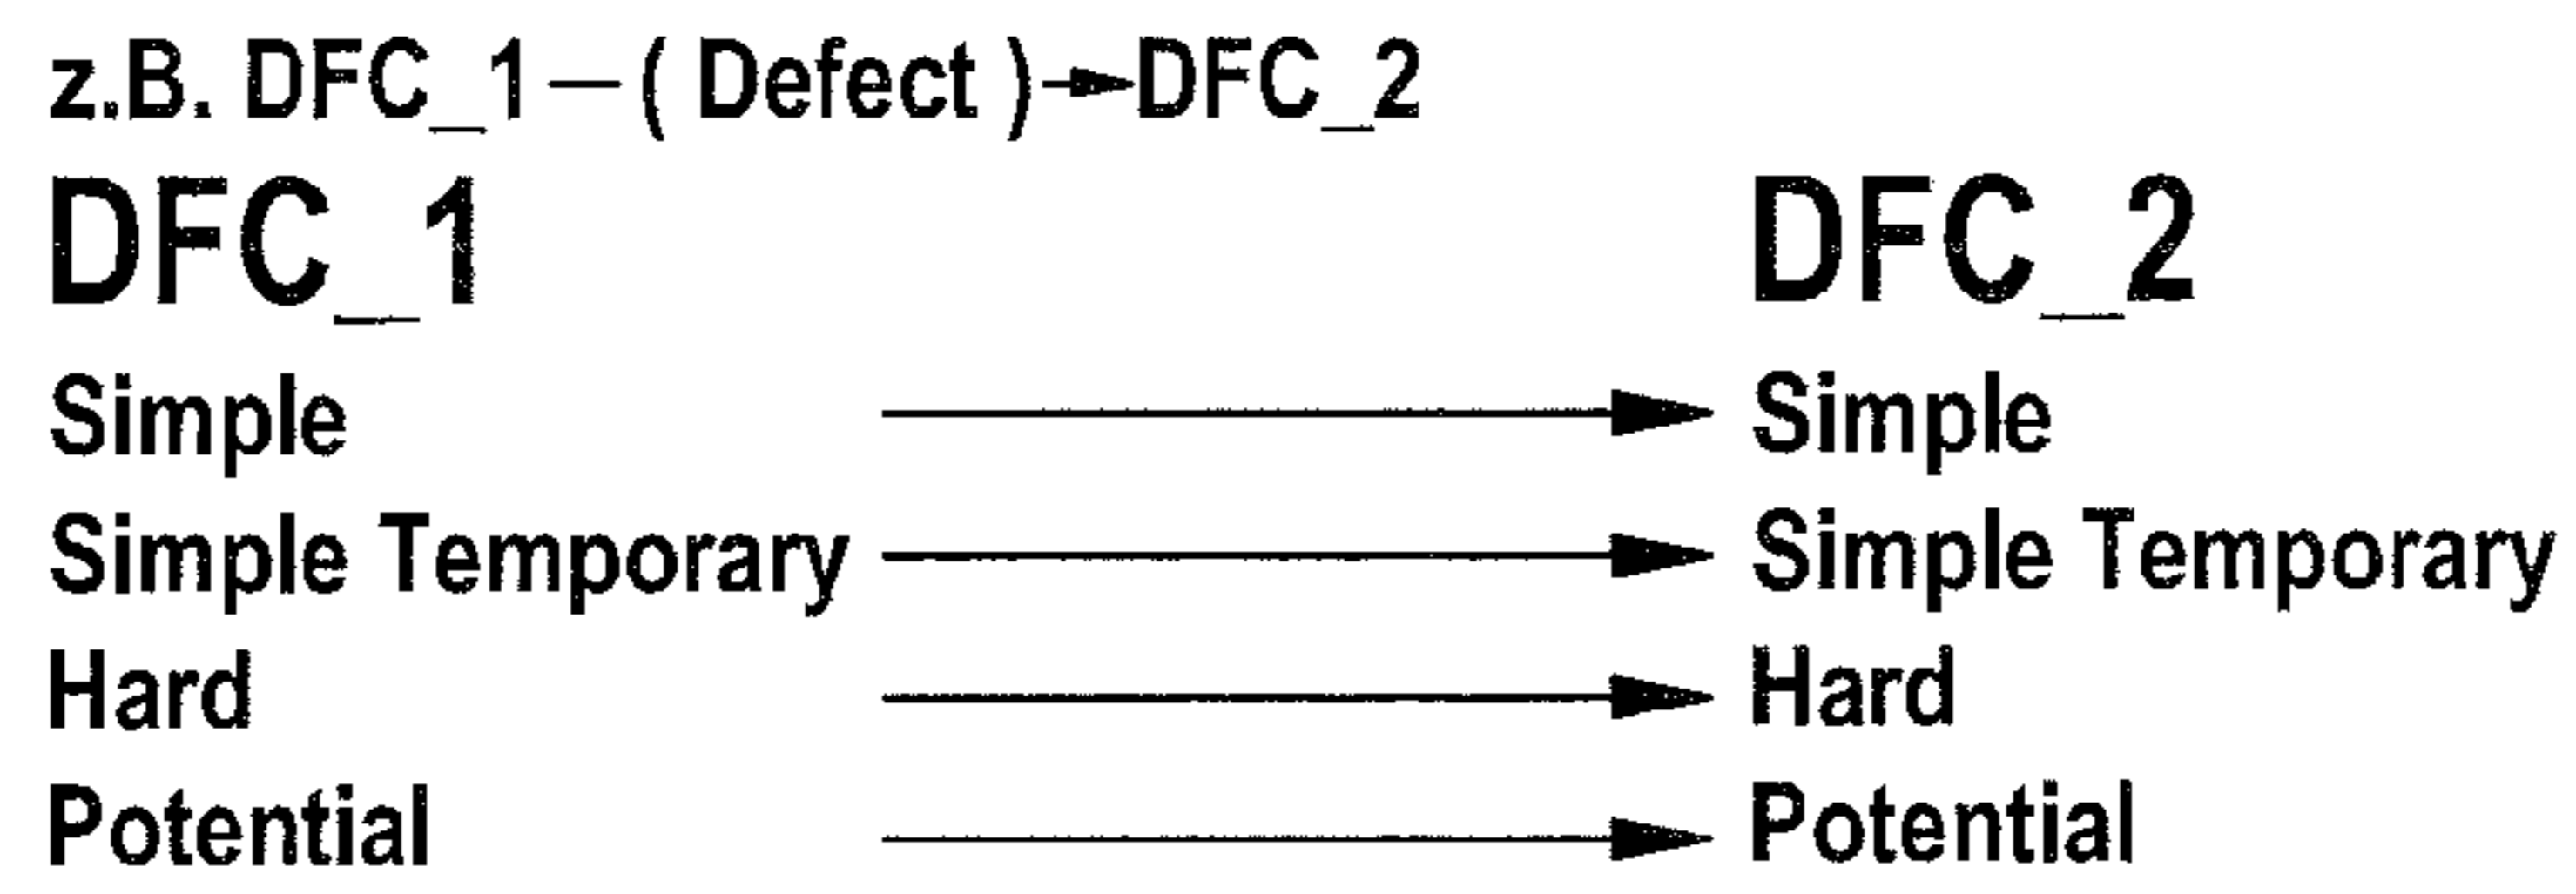 z.B. DFC_1—( Defect )→DFC_2
DFC_1 DFC_2
Simple → Simple
Simple Temporary → Simple Temporary
Hard → Hard
Potential → Potential